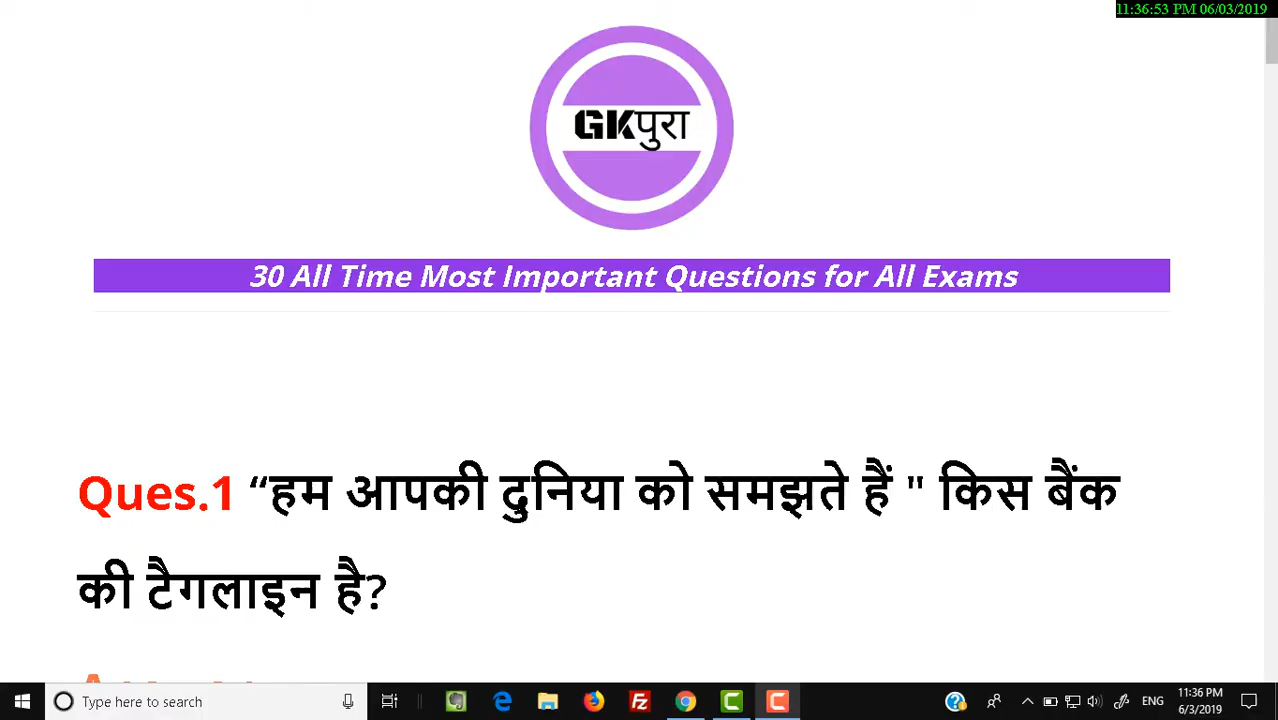 11:36:53 PM 06/03/2019
GKपुरा
30 All Time Most Important Questions for All Exams
Ques.1 “हम आपकी दुनिया को समझते हैं " किस बैंक
की टैगलाइन है?
Type here to search
ENG
11:36 PM
6/3/2019